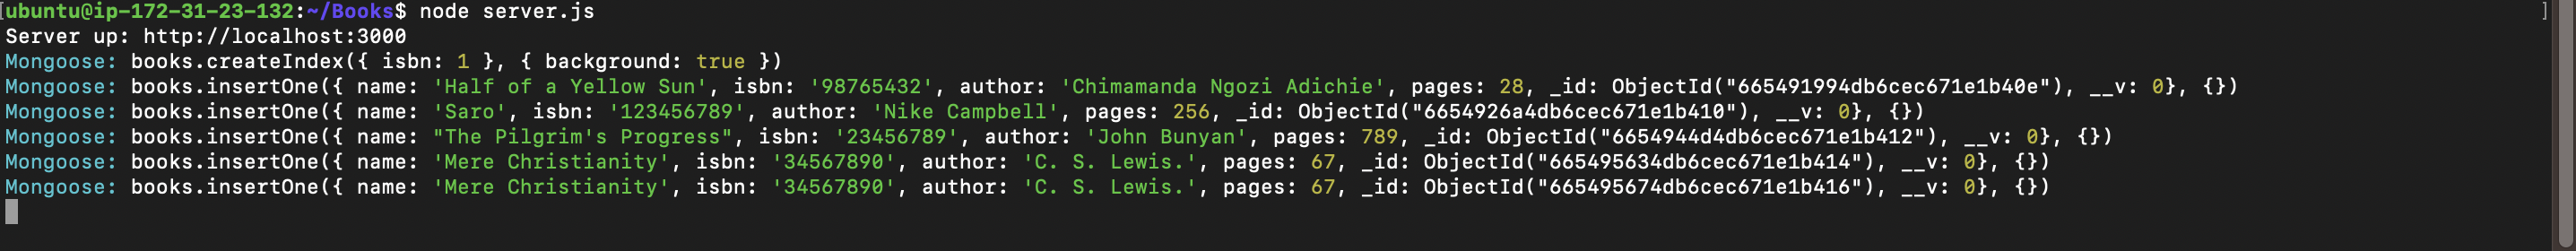 [ubuntu@ip-172-31-23-132:~/Books$ node server.js ]
Server up: http://localhost:3000
Mongoose: books.createIndex({ isbn: 1 }, { background: true })
Mongoose: books.insertOne({ name: 'Half of a Yellow Sun', isbn: '98765432', author: 'Chimamanda Ngozi Adichie', pages: 28, _id: ObjectId("665491994db6cec671e1b40e"), __v: 0}, {})
Mongoose: books.insertOne({ name: 'Saro', isbn: '123456789', author: 'Nike Campbell', pages: 256, _id: ObjectId("6654926a4db6cec671e1b410"), __v: 0}, {})
Mongoose: books.insertOne({ name: "The Pilgrim's Progress", isbn: '23456789', author: 'John Bunyan', pages: 789, _id: ObjectId("6654944d4db6cec671e1b412"), __v: 0}, {})
Mongoose: books.insertOne({ name: 'Mere Christianity', isbn: '34567890', author: 'C. S. Lewis.', pages: 67, _id: ObjectId("665495634db6cec671e1b414"), __v: 0}, {})
Mongoose: books.insertOne({ name: 'Mere Christianity', isbn: '34567890', author: 'C. S. Lewis.', pages: 67, _id: ObjectId("665495674db6cec671e1b416"), __v: 0}, {})